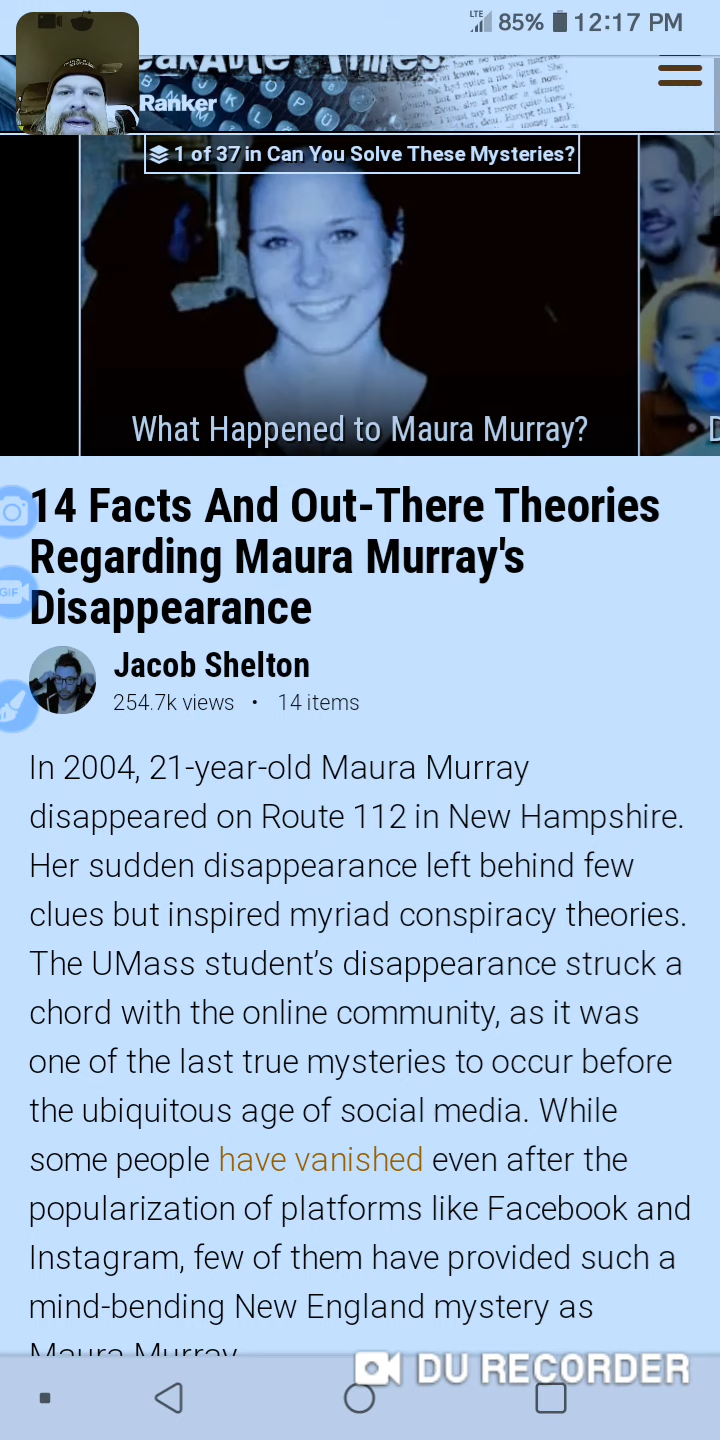 LTE 85% 12:17 PM
Times
Ranker
1 of 37 in Can You Solve These Mysteries?
What Happened to Maura Murray?
D
14 Facts And Out-There Theories
Regarding Maura Murray's
Disappearance
GIF
Jacob Shelton
254.7k views • 14 items
In 2004, 21-year-old Maura Murray
disappeared on Route 112 in New Hampshire.
Her sudden disappearance left behind few
clues but inspired myriad conspiracy theories.
The UMass student’s disappearance struck a
chord with the online community, as it was
one of the last true mysteries to occur before
the ubiquitous age of social media. While
some people have vanished even after the
popularization of platforms like Facebook and
Instagram, few of them have provided such a
mind-bending New England mystery as
Maura Murray.
DU RECORDER